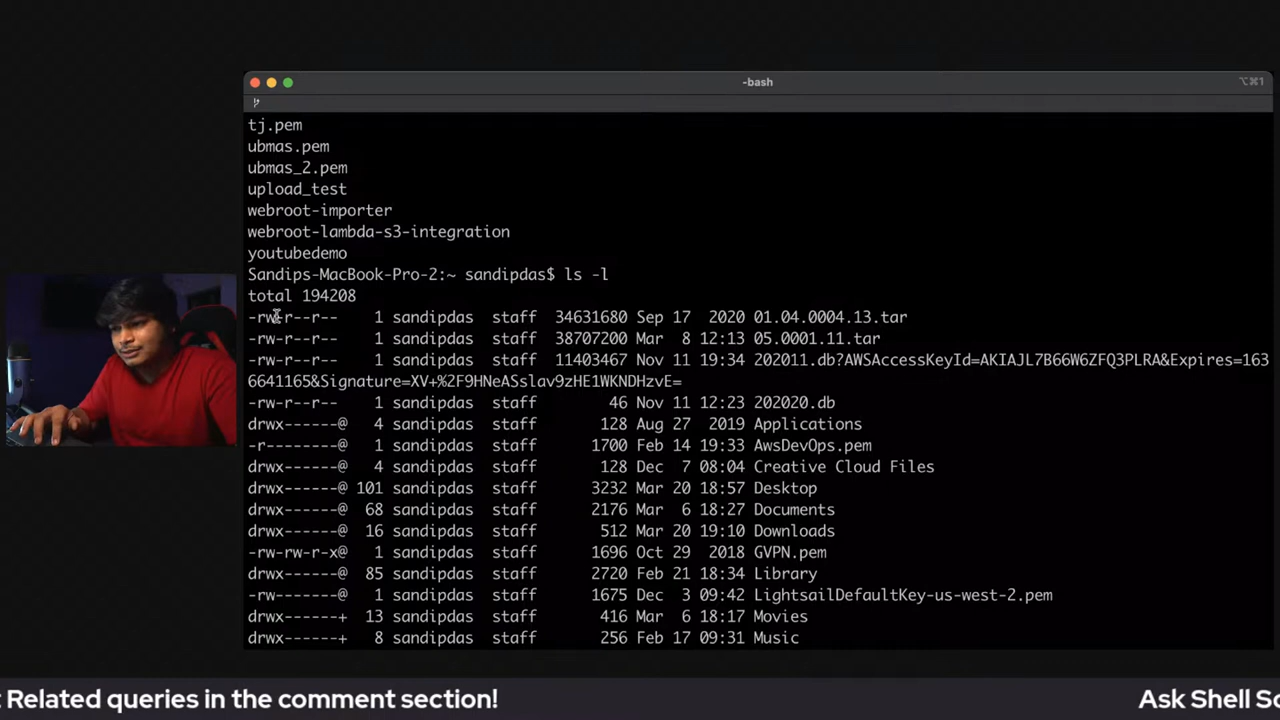 -bash
⌥⌘1
tj.pem
ubmas.pem
ubmas_2.pem
upload_test
webroot-importer
webroot-lambda-s3-integration
youtubedemo
Sandips-MacBook-Pro-2:~ sandipdas$ ls -l
total 194208
-rw-r--r-- 1 sandipdas staff 34631680 Sep 17 2020 01.04.0004.13.tar
-rw-r--r-- 1 sandipdas staff 38707200 Mar 8 12:13 05.0001.11.tar
-rw-r--r-- 1 sandipdas staff 11403467 Nov 11 19:34 202011.db?AWSAccessKeyId=AKIAJL7B66W6ZFQ3PLRA&Expires=163
6641165&Signature=XV+%2F9HNeASslav9zHE1WKNDHzvE=
-rw-r--r-- 1 sandipdas staff 46 Nov 11 12:23 202020.db
drwx------@ 4 sandipdas staff 128 Aug 27 2019 Applications
-r--------@ 1 sandipdas staff 1700 Feb 14 19:33 AwsDevOps.pem
drwx------@ 4 sandipdas staff 128 Dec 7 08:04 Creative Cloud Files
drwx------@ 101 sandipdas staff 3232 Mar 20 18:57 Desktop
drwx------@ 68 sandipdas staff 2176 Mar 6 18:27 Documents
drwx------@ 16 sandipdas staff 512 Mar 20 19:10 Downloads
-rw-rw-r-x@ 1 sandipdas staff 1696 Oct 29 2018 GVPN.pem
drwx------@ 85 sandipdas staff 2720 Feb 21 18:34 Library
-rw-------@ 1 sandipdas staff 1675 Dec 3 09:42 LightsailDefaultKey-us-west-2.pem
drwx------+ 13 sandipdas staff 416 Mar 6 18:17 Movies
drwx------+ 8 sandipdas staff 256 Feb 17 09:31 Music
Related queries in the comment section! Ask Shell